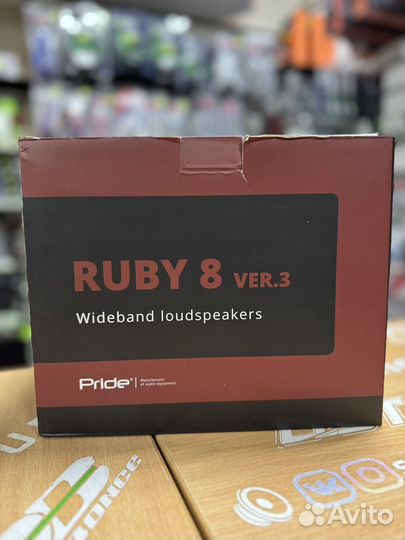 RUBY 8 VER.3
Wideband loudspeakers
Pride®
Manufacturer
of audio equipment
Avito